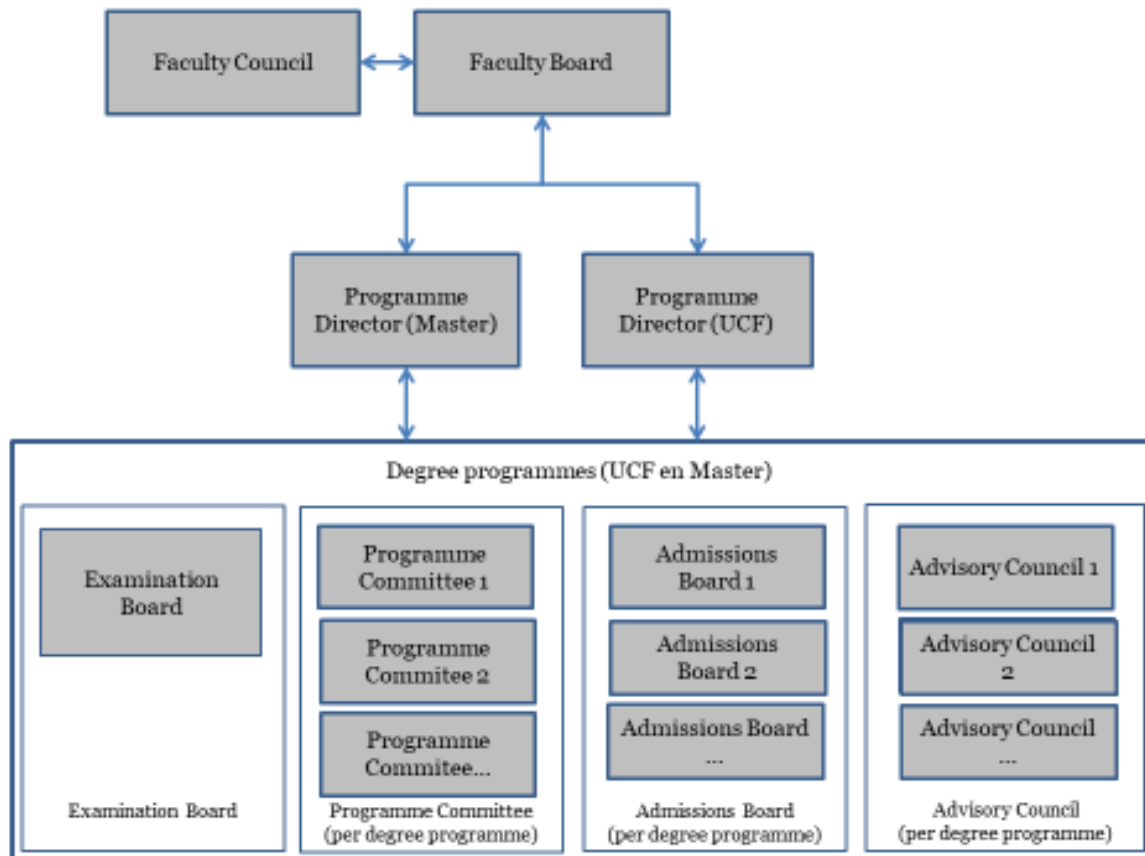 Faculty Council
Faculty Board
Programme
Director (Master)
Programme
Director (UCF)
Degree programmes (UCF en Master)
Examination
Board
Examination Board
Programme
Committee 1
Programme
Commitee 2
Programme
Commitee...
Programme Committee
(per degree programme)
Admissions
Board 1
Admissions
Board 2
Admissions Board
...
Admissions Board
(per degree programme)
Advisory Council 1
Advisory Council
2
Advisory Council
...
Advisory Council
(per degree programme)